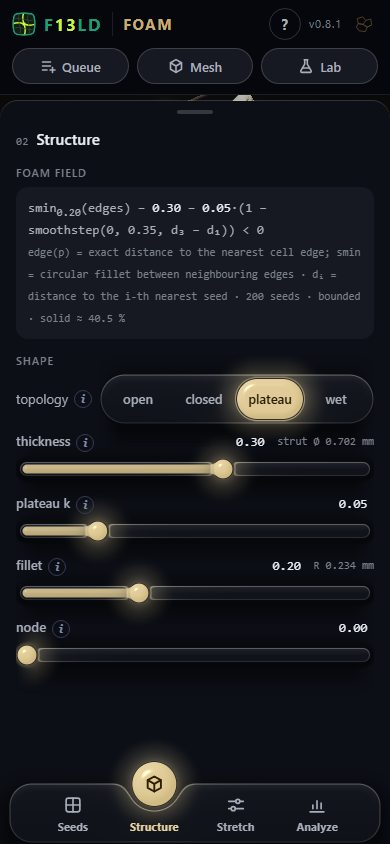 F13LD FOAM ? v0.8.1
Queue Mesh Lab
02 Structure
FOAM FIELD
smin₀.₂₀(edges) − 0.30 − 0.05·(1 −
smoothstep(0, 0.35, d₃ − d₁)) < 0
edge(p) = exact distance to the nearest cell edge; smin
= circular fillet between neighbouring edges · dᵢ =
distance to the i-th nearest seed · 200 seeds · bounded
· solid ≈ 40.5 %
SHAPE
topology i open closed plateau wet
thickness i 0.30 strut Ø 0.702 mm
plateau k i 0.05
fillet i 0.20 R 0.234 mm
node i 0.00
Seeds Structure Stretch Analyze